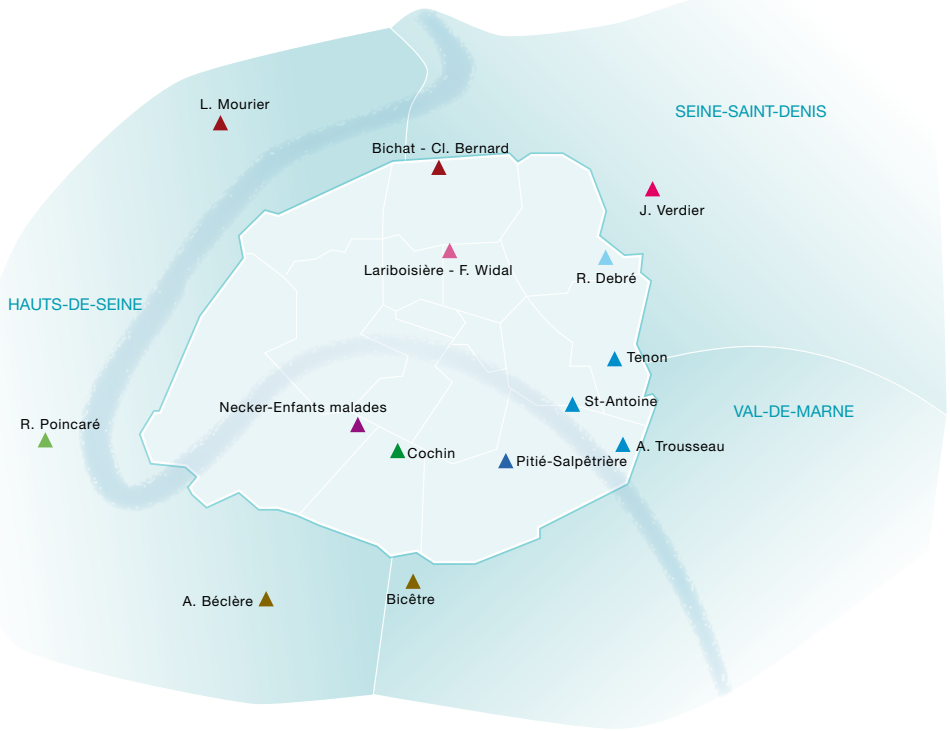 L. Mourier
SEINE-SAINT-DENIS
Bichat - Cl. Bernard
J. Verdier
Lariboisière - F. Widal
R. Debré
HAUTS-DE-SEINE
Tenon
St-Antoine
Necker-Enfants malades
VAL-DE-MARNE
R. Poincaré
A. Trousseau
Cochin
Pitié-Salpêtrière
A. Béclère
Bicêtre